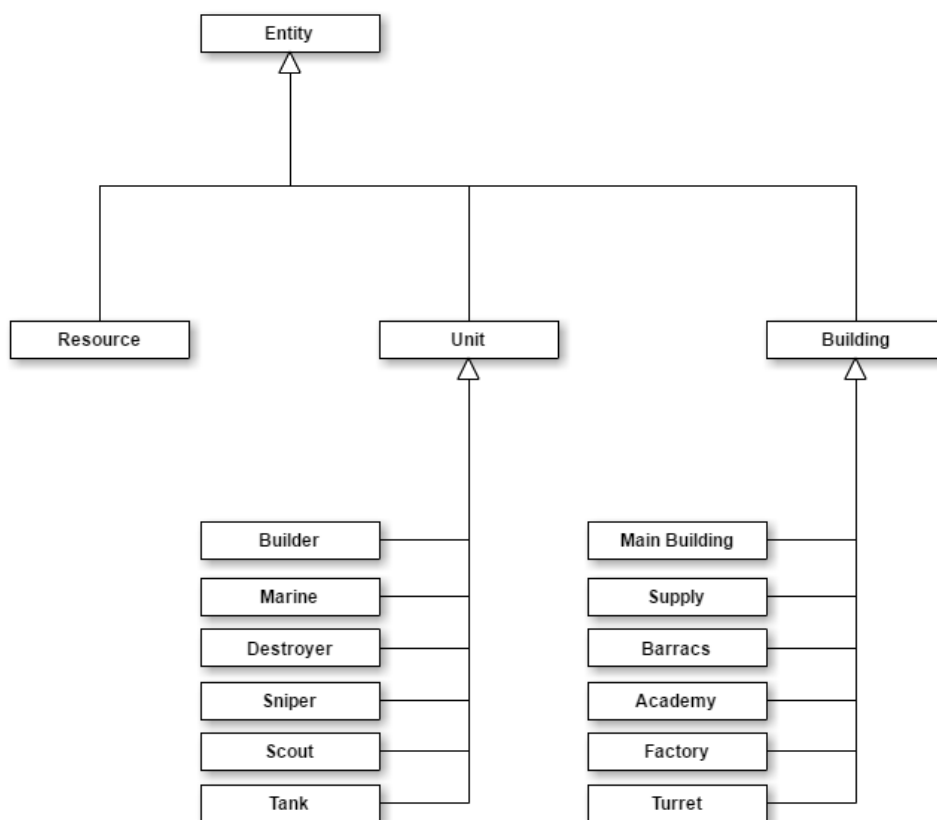 Entity
Resource
Unit
Building
Builder
Main Building
Marine
Supply
Destroyer
Barracs
Sniper
Academy
Scout
Factory
Tank
Turret